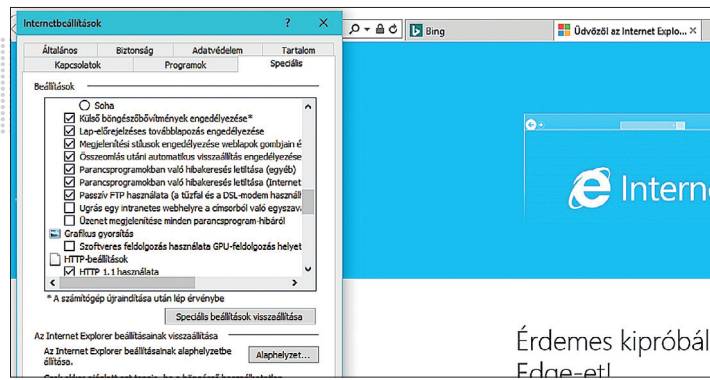 Internetbeállítások ? X
Általános Biztonság Adatvédelem Tartalom
Kapcsolatok Programok Speciális
Beállítások
Soha
Külső böngészőbővítmények engedélyezése*
Lap-előrejelzéses továbblapozás engedélyezése
Megjelenítési stílusok engedélyezése weblapok gombjain é
Összeomlás utáni automatikus visszaállítás engedélyezése
Parancsprogramokban való hibakeresés letiltása (egyéb)
Parancsprogramokban való hibakeresés letiltása (Internet
Passzív FTP használata (a tűzfal és a DSL-modem használh
Ugrás egy intranetes webhelyre a címsorból való egyszava
Üzenet megjelenítése minden parancsprogram-hibáról
Grafikus gyorsítás
Szoftveres feldolgozás használata GPU-feldolgozás helyet
HTTP-beállítások
HTTP 1.1 használata
* A számítógép újraindítása után lép érvénybe
Speciális beállítások visszaállítása
Az Internet Explorer beállításainak visszaállítása
Az Internet Explorer beállításainak alaphelyzetbe
állítása.
Alaphelyzet...
Bing
Üdvözöl az Internet Explo...
Intern
Érdemes kipróbál
Edge-et!